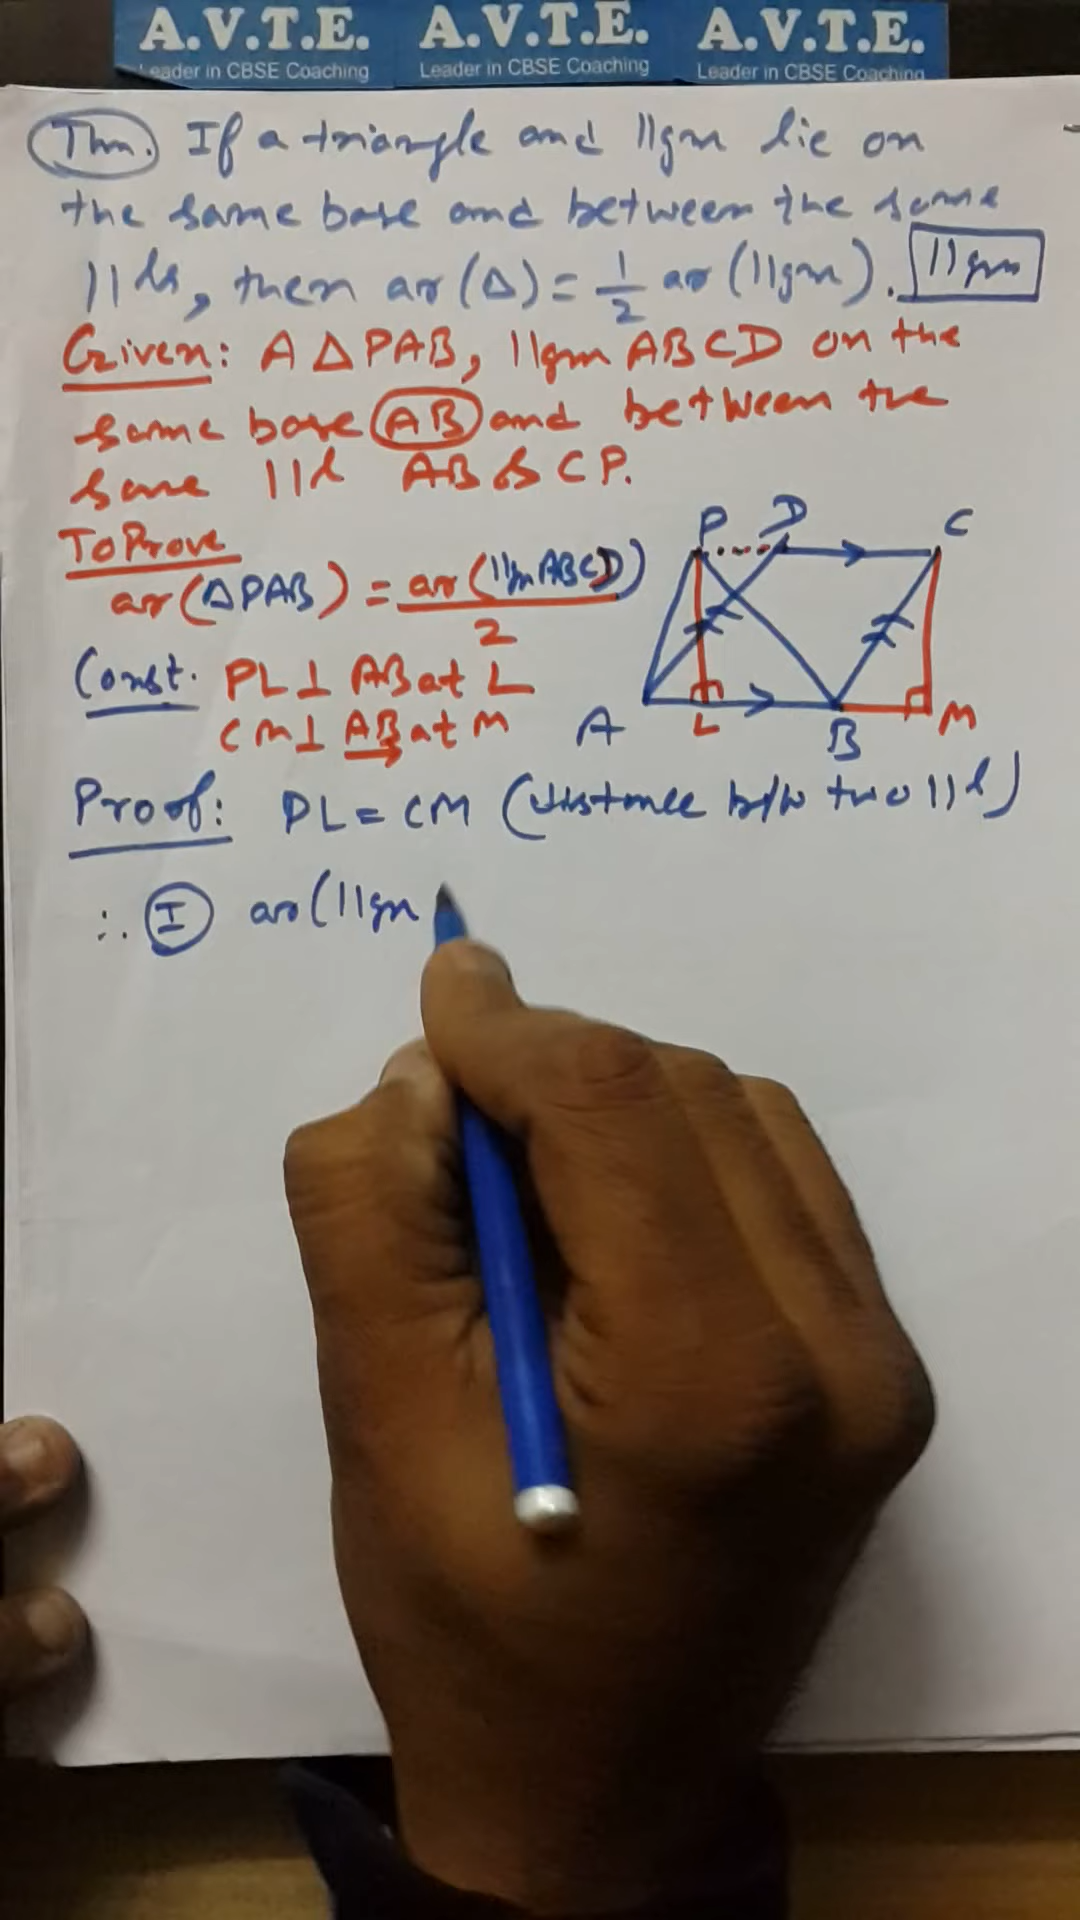 A.V.T.E. A.V.T.E. A.V.T.E.
Leader in CBSE Coaching Leader in CBSE Coaching Leader in CBSE Coaching
Thm. If a triangle and ||gm lie on
the same base and between the same
||ls, then ar(Δ) = 1/2 ar (||gm). ||gm
Given: A Δ PAB, ||gm ABCD on the
same base AB and between the
same ||l AB & CP.
To Prove
ar(ΔPAB) = ar(||gm ABCD)/2
Const. PL ⊥ AB at L
CM ⊥ AB at M
P D C
A L B M
Proof: PL = CM (distance b/w two ||l)
∴ I ar(||gm